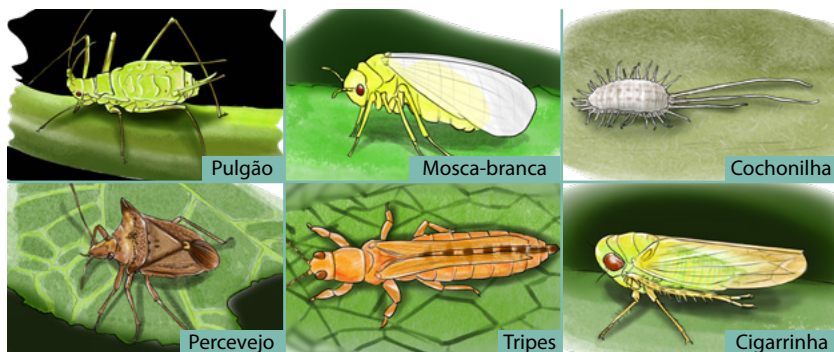 Pulgão
Mosca-branca
Cochonilha
Percevejo
Tripes
Cigarrinha